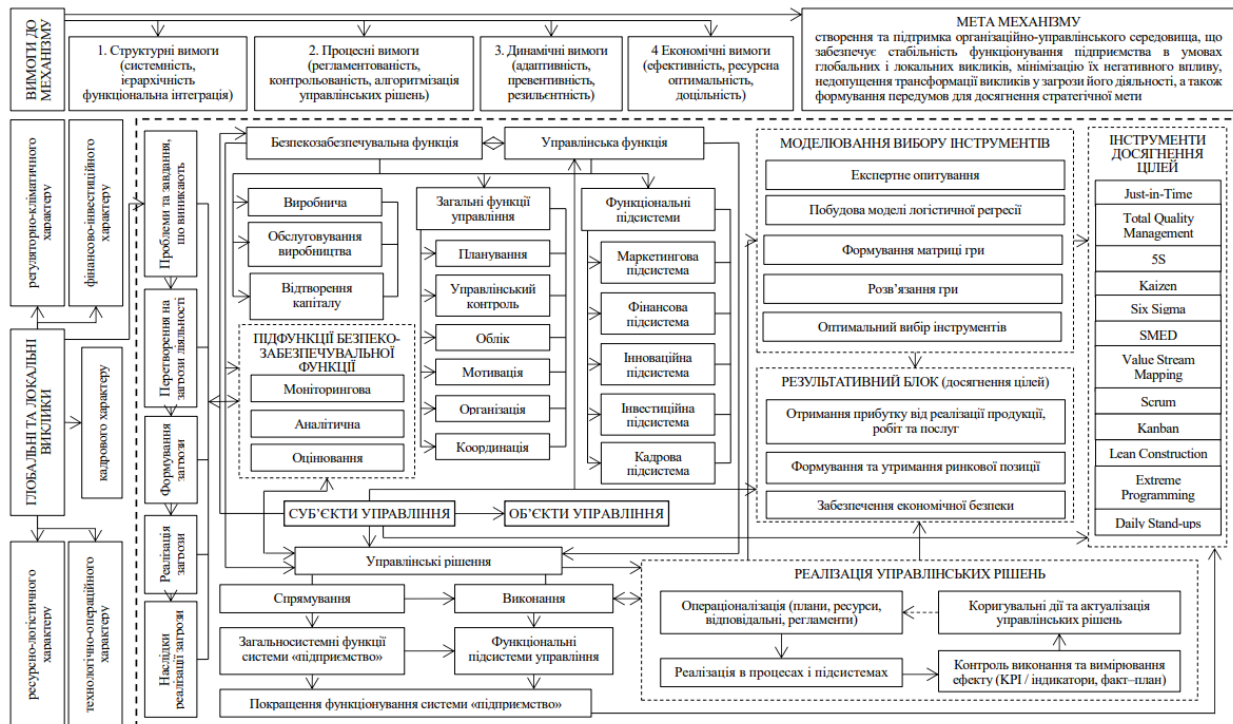 ВИМОГИ ДО
МЕХАНІЗМУ
1. Структурні вимоги
(системність,
ієрархічність
функціональна інтеграція)
2. Процесні вимоги
(регламентованість,
контрольованість, алгоритмізація
управлінських рішень)
3. Динамічні вимоги
(адаптивність,
превентивність,
резильєнтність)
4 Економічні вимоги
(ефективність, ресурсна
оптимальність,
доцільність)
МЕТА МЕХАНІЗМУ
створення та підтримка організаційно-управлінського середовища, що
забезпечує стабільність функціонування підприємства в умовах
глобальних і локальних викликів, мінімізацію їх негативного впливу,
недопущення трансформації викликів у загрози його діяльності, а також
формування передумов для досягнення стратегічної мети
регуляторно-кліматичного
характеру
фінансово-інвестиційного
характеру
ГЛОБАЛЬНІ ТА ЛОКАЛЬНІ
ВИКЛИКИ
кадрового характеру
ресурсно-логістичного
характеру
технологічно-операційного
характеру
Проблеми та завдання,
що виникають
Перетворення на
загрози діяльності
Формування
загрози
Реалізація
загрози
Наслідки
реалізації загрози
Безпекозабезпечувальна функція
Управлінська функція
Виробнича
Обслуговування
виробництва
Відтворення
капіталу
Загальні функції
управління
Планування
Управлінський
контроль
Облік
Мотивація
Організація
Координація
Функціональні
підсистеми
Маркетингова
підсистема
Фінансова
підсистема
Інноваційна
підсистема
Інвестиційна
підсистема
Кадрова
підсистема
ПІДФУНКЦІЇ БЕЗПЕКО-
ЗАБЕЗПЕЧУВАЛЬНОЇ
ФУНКЦІЇ
Моніторингова
Аналітична
Оцінювання
СУБ’ЄКТИ УПРАВЛІННЯ
ОБ’ЄКТИ УПРАВЛІННЯ
Управлінські рішення
Спрямування
Виконання
Загальносистемні функції
системи «підприємство»
Функціональні
підсистеми управління
Покращення функціонування системи «підприємство»
МОДЕЛЮВАННЯ ВИБОРУ ІНСТРУМЕНТІВ
Експертне опитування
Побудова моделі логістичної регресії
Формування матриці гри
Розв’язання гри
Оптимальний вибір інструментів
РЕЗУЛЬТАТИВНИЙ БЛОК (досягнення цілей)
Отримання прибутку від реалізації продукції,
робіт та послуг
Формування та утримання ринкової позиції
Забезпечення економічної безпеки
ІНСТРУМЕНТИ
ДОСЯГНЕННЯ
ЦІЛЕЙ
Just-in-Time
Total Quality
Management
5S
Kaizen
Six Sigma
SMED
Value Stream
Mapping
Scrum
Kanban
Lean Construction
Extreme
Programming
Daily Stand-ups
РЕАЛІЗАЦІЯ УПРАВЛІНСЬКИХ РІШЕНЬ
Операціоналізація (плани, ресурси,
відповідальні, регламенти)
Коригувальні дії та актуалізація
управлінських рішень
Реалізація в процесах і підсистемах
Контроль виконання та вимірювання
ефекту (KPI / індикатори, факт–план)